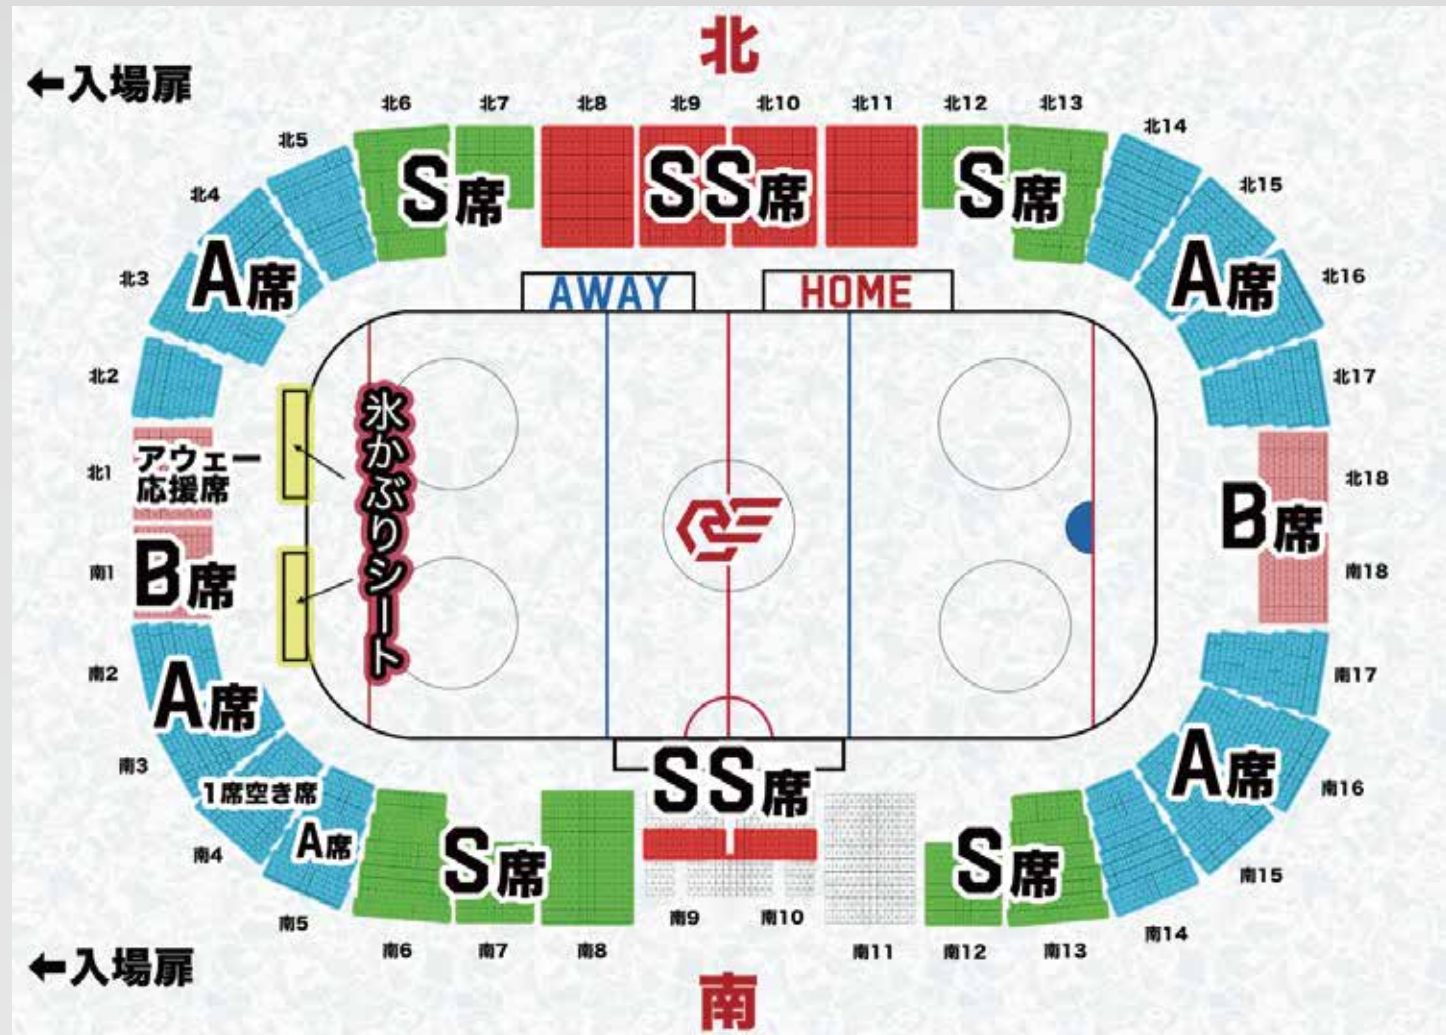 北
←入場扉
北6
北7
北8
北9
北10
北11
北12
北13
北5
北14
北4
北15
北3
北16
北2
北17
北1
北18
S席
SS席
S席
A席
A席
AWAY
HOME
氷かぶりシート
アウェー
応援席
B席
B席
南1
南18
南2
南17
A席
A席
南3
南16
1席空き席
A席
南4
南15
南5
南14
SS席
S席
S席
南6
南7
南8
南9
南10
南11
南12
南13
←入場扉
南